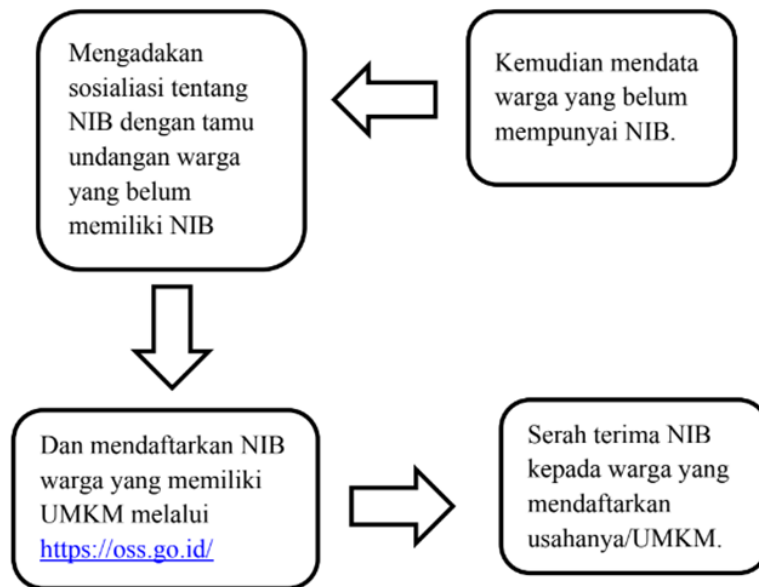 Mengadakan
sosialiasi tentang
NIB dengan tamu
undangan warga
yang belum
memiliki NIB
Kemudian mendata
warga yang belum
mempunyai NIB.
Dan mendaftarkan NIB
warga yang memiliki
UMKM melalui
https://oss.go.id/
Serah terima NIB
kepada warga yang
mendaftarkan
usahanya/UMKM.